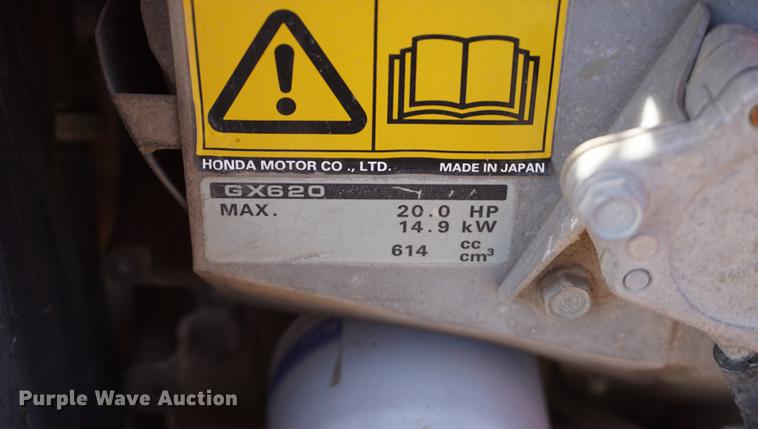 HONDA MOTOR CO., LTD. MADE IN JAPAN
GX620
MAX. 20.0 HP
14.9 kW
614 cc
cm³
Purple Wave Auction